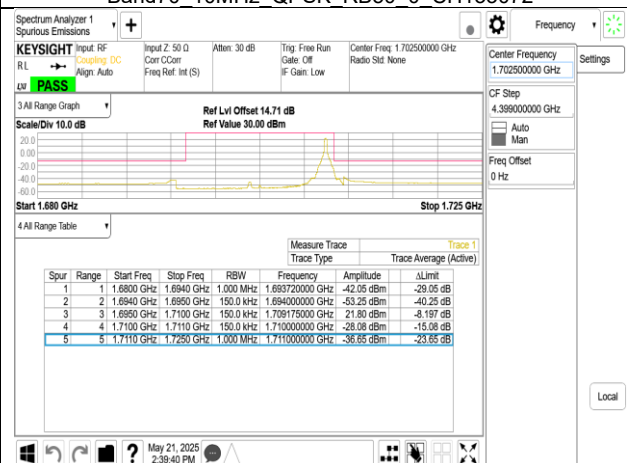 Band70_10MHz_QPSK_RB50_0_CH133072
Spectrum Analyzer 1
Spurious Emissions
Frequency
KEYSIGHT
Input: RF
Input Z: 50 Ω
Atten: 30 dB
Trig: Free Run
Center Freq: 1.702500000 GHz
RL
Coupling: DC
Corr CCorr
Gate: Off
Radio Std: None
Align: Auto
Freq Ref: Int (S)
IF Gain: Low
LXI
PASS
Center Frequency
1.702500000 GHz
Settings
CF Step
4.399000000 GHz
Auto
Man
Freq Offset
0 Hz
3 All Range Graph
Ref Lvl Offset 14.71 dB
Scale/Div 10.0 dB
Ref Value 30.00 dBm
20.0
0.00
-20.0
-40.0
-60.0
Start 1.680 GHz
Stop 1.725 GHz
4 All Range Table
Measure Trace Trace 1
Trace Type Trace Average (Active)
Spur Range Start Freq Stop Freq RBW Frequency Amplitude ΔLimit
1 1 1.6800 GHz 1.6940 GHz 1.000 MHz 1.693720000 GHz -42.05 dBm -29.05 dB
2 2 1.6940 GHz 1.6950 GHz 150.0 kHz 1.694000000 GHz -53.25 dBm -40.25 dB
3 3 1.6950 GHz 1.7100 GHz 150.0 kHz 1.709175000 GHz 21.80 dBm -8.197 dB
4 4 1.7100 GHz 1.7110 GHz 150.0 kHz 1.710000000 GHz -28.08 dBm -15.08 dB
5 5 1.7110 GHz 1.7250 GHz 1.000 MHz 1.711000000 GHz -36.65 dBm -23.65 dB
Local
May 21, 2025
2:39:40 PM